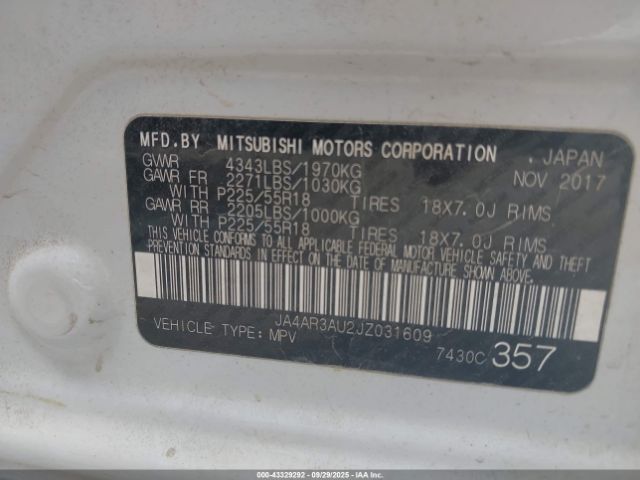 MFD.BY MITSUBISHI MOTORS CORPORATION . JAPAN
GVWR 4343LBS/1970KG NOV 2017
GAWR FR 2271LBS/1030KG
WITH P225/55R18 TIRES 18X7.0J RIMS
GAWR RR 2205LBS/1000KG
WITH P225/55R18 TIRES 18X7.0J RIMS
THIS VEHICLE CONFORMS TO ALL APPLICABLE FEDERAL MOTOR VEHICLE SAFETY AND THEFT
PREVENTION STANDARDS IN EFFECT ON THE DATE OF MANUFACTURE SHOWN ABOVE.
JA4AR3AU2JZ031609
VEHICLE TYPE: MPV 7430C 357
000-43329292 - 09/29/2025 - IAAI.COM